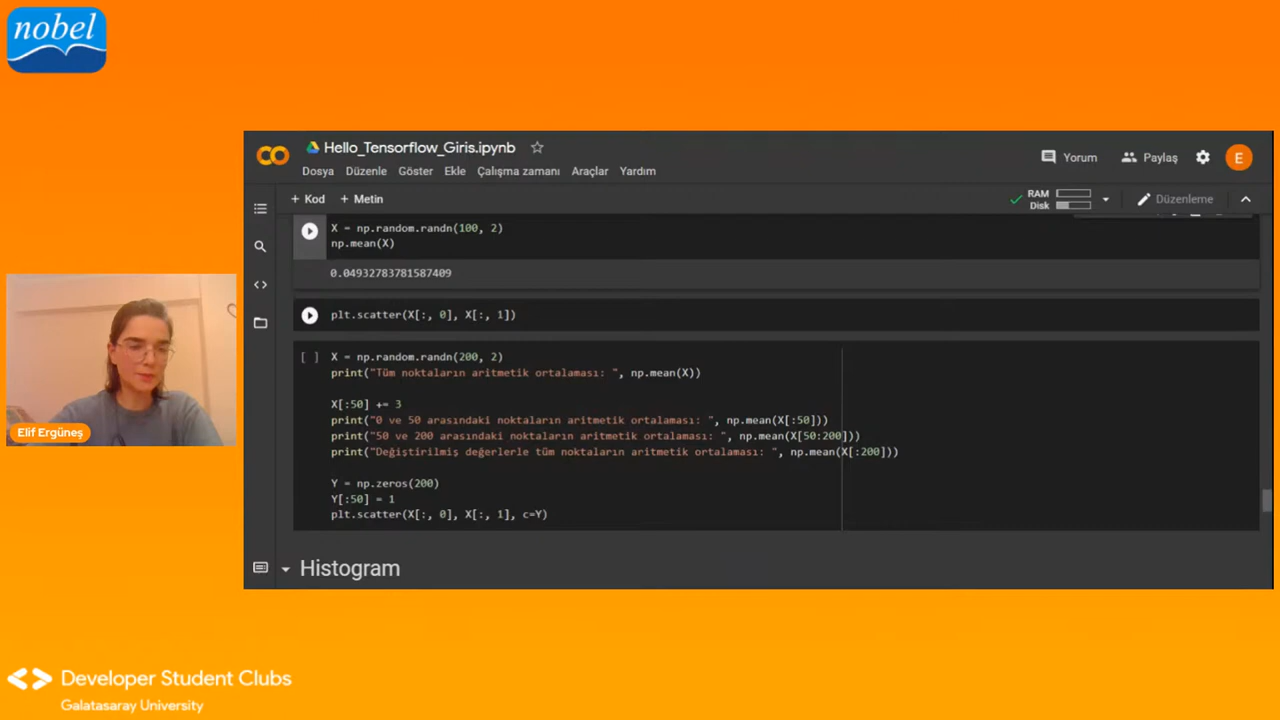 nobel
Hello_Tensorflow_Giris.ipynb
Dosya Düzenle Göster Ekle Çalışma zamanı Araçlar Yardım
Yorum Paylaş E
+ Kod + Metin
RAM
Disk
Düzenleme
X = np.random.randn(100, 2)
np.mean(X)
0.04932783781587409
plt.scatter(X[:, 0], X[:, 1])
[ ] X = np.random.randn(200, 2)
print("Tüm noktaların aritmetik ortalaması: ", np.mean(X))
X[:50] += 3
print("0 ve 50 arasındaki noktaların aritmetik ortalaması: ", np.mean(X[:50]))
print("50 ve 200 arasındaki noktaların aritmetik ortalaması: ", np.mean(X[50:200]))
print("Değiştirilmiş değerlerle tüm noktaların aritmetik ortalaması: ", np.mean(X[:200]))
Y = np.zeros(200)
Y[:50] = 1
plt.scatter(X[:, 0], X[:, 1], c=Y)
Histogram
Elif Ergüneş
Developer Student Clubs
Galatasaray University